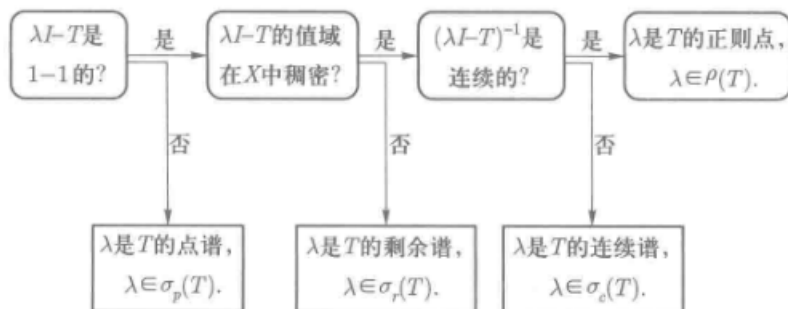 λI−T是
1−1的?
是
λI−T的值域
在X中稠密?
是
(λI−T)⁻¹是
连续的?
是
λ是T的正则点,
λ∈ρ(T).
否
否
否
λ是T的点谱,
λ∈σₚ(T).
λ是T的剩余谱,
λ∈σᵣ(T).
λ是T的连续谱,
λ∈σ_c(T).